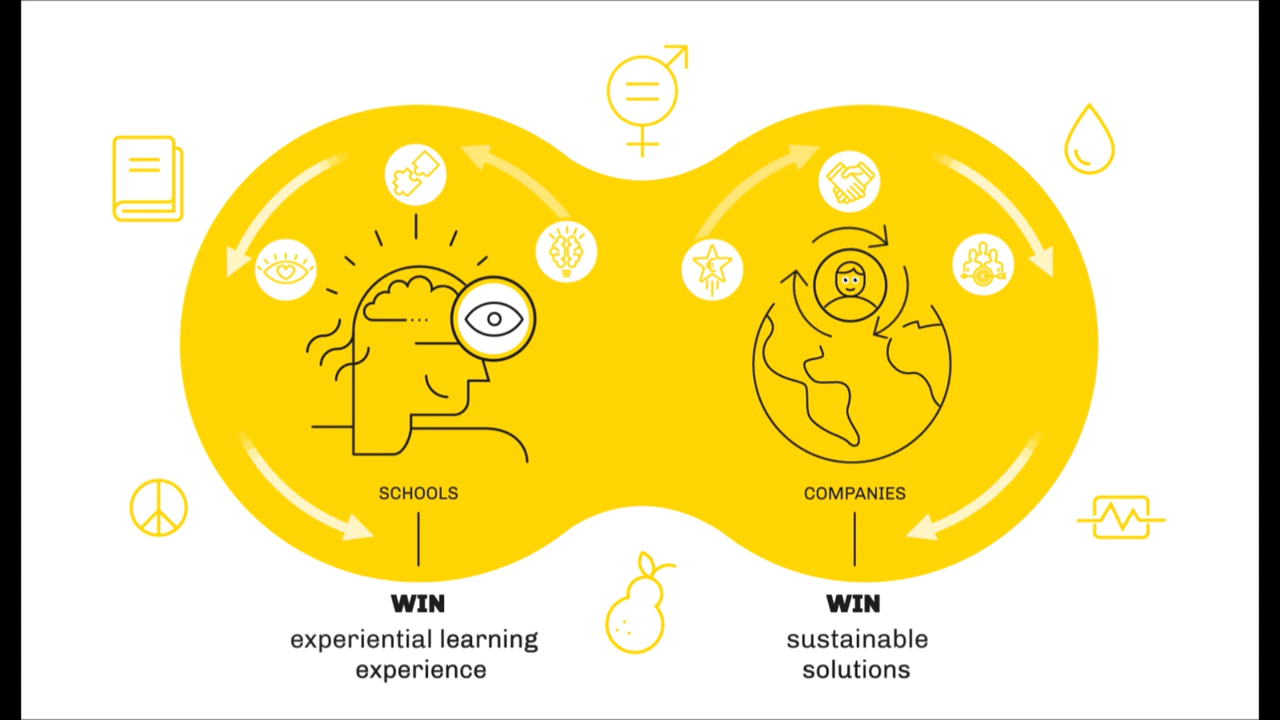 SCHOOLS
COMPANIES
WIN
experiential learning
experience
WIN
sustainable
solutions